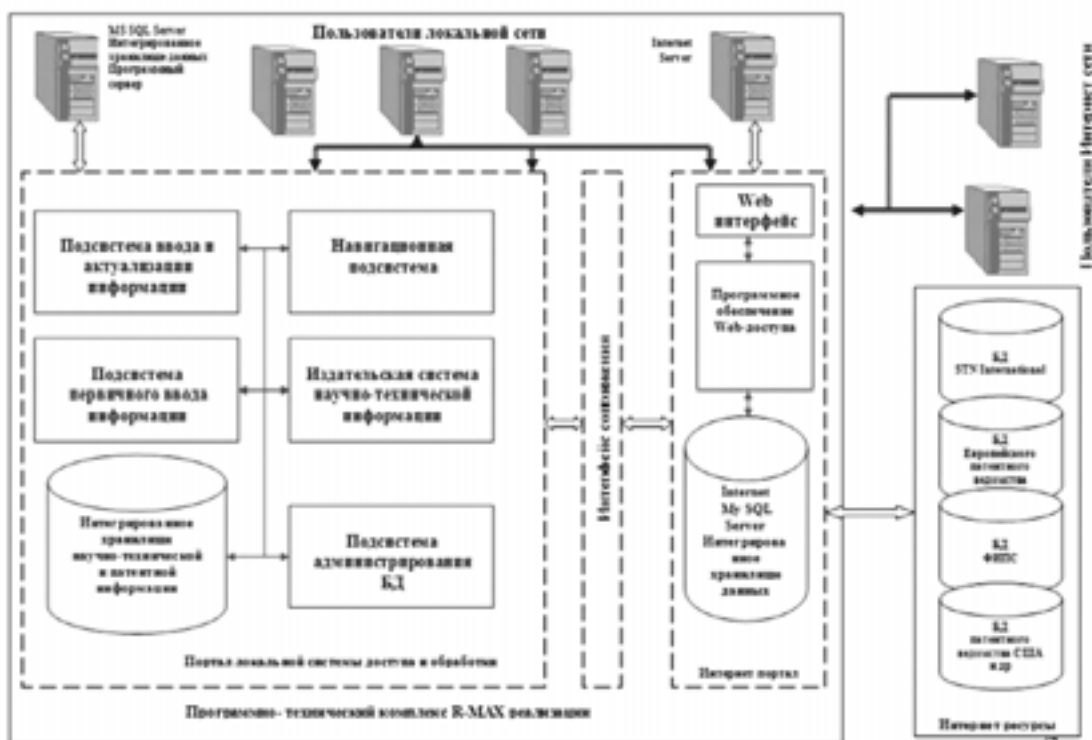 MS SQL Server
Интегрированное
хранилище данных
Программный
сервер
Пользователи локальной сети
Internet
Server
Пользователи Интернет сети
Подсистема ввода и
актуализации
информации
Навигационная
подсистема
Подсистема
первичного ввода
информации
Издательская система
научно-технической
информации
Интегрированное
хранилище
научно-технической
и патентной
информации
Подсистема
администрирования
БД
Портал локальной системы доступа и обработки
Интерфейс сопряжения
Web
интерфейс
Программное
обеспечение
Web-доступа
Internet
My SQL
Server
Интегрирова
нное
хранилище
данных
Интернет портал
БД
STN International
БД
Европейского
патентного
ведомства
БД
ФИПС
БД
патентного
ведомства США
и др
Интернет ресурсы
Программно- технический комплекс R-MAX реализации